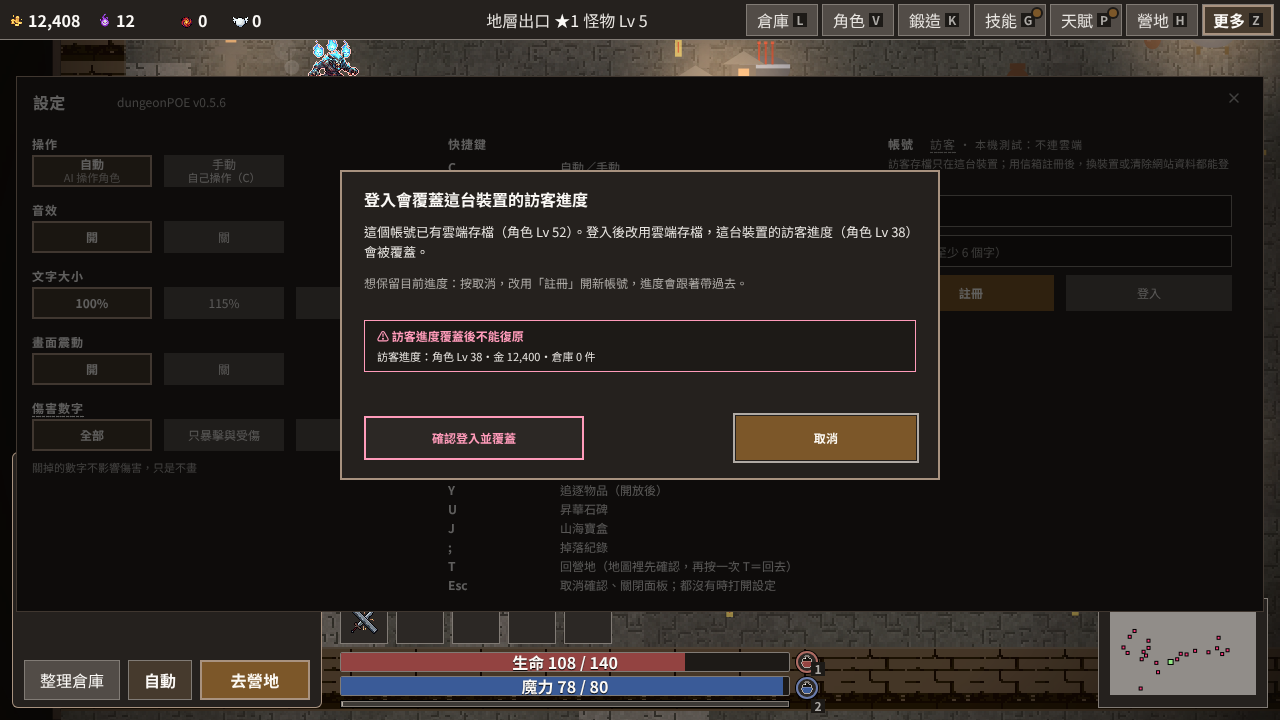 12,408 12 0 0 地層出口 ★1 怪物 Lv 5 倉庫 L 角色 V 鍛造 K 技能 G 天賦 P 營地 H 更多 Z
設定 dungeonPOE v0.5.6 ×
操作
自動
AI 操作角色
手動
自己操作（C）
音效
開 關
文字大小
100% 115%
畫面震動
開 關
傷害數字
全部 只暴擊與受傷
關掉的數字不影響傷害，只是不畫
快捷鍵
C 自動／手動
帳號 訪客 · 本機測試：不連雲端
訪客存檔只在這台裝置；用信箱註冊後，換裝置或清除網站資料都能登
至少 6 個字）
註冊 登入
登入會覆蓋這台裝置的訪客進度
這個帳號已有雲端存檔（角色 Lv 52）。登入後改用雲端存檔，這台裝置的訪客進度（角色 Lv 38）
會被覆蓋。
想保留目前進度：按取消，改用「註冊」開新帳號，進度會跟著帶過去。
⚠ 訪客進度覆蓋後不能復原
訪客進度：角色 Lv 38・金 12,400・倉庫 0 件
確認登入並覆蓋 取消
Y 追逐物品（開放後）
U 昇華石碑
J 山海寶盒
; 掉落紀錄
T 回營地（地圖裡先確認，再按一次 T＝回去）
Esc 取消確認、關閉面板；都沒有時打開設定
整理倉庫 自動 去營地
生命 108 / 140 1
魔力 78 / 80 2